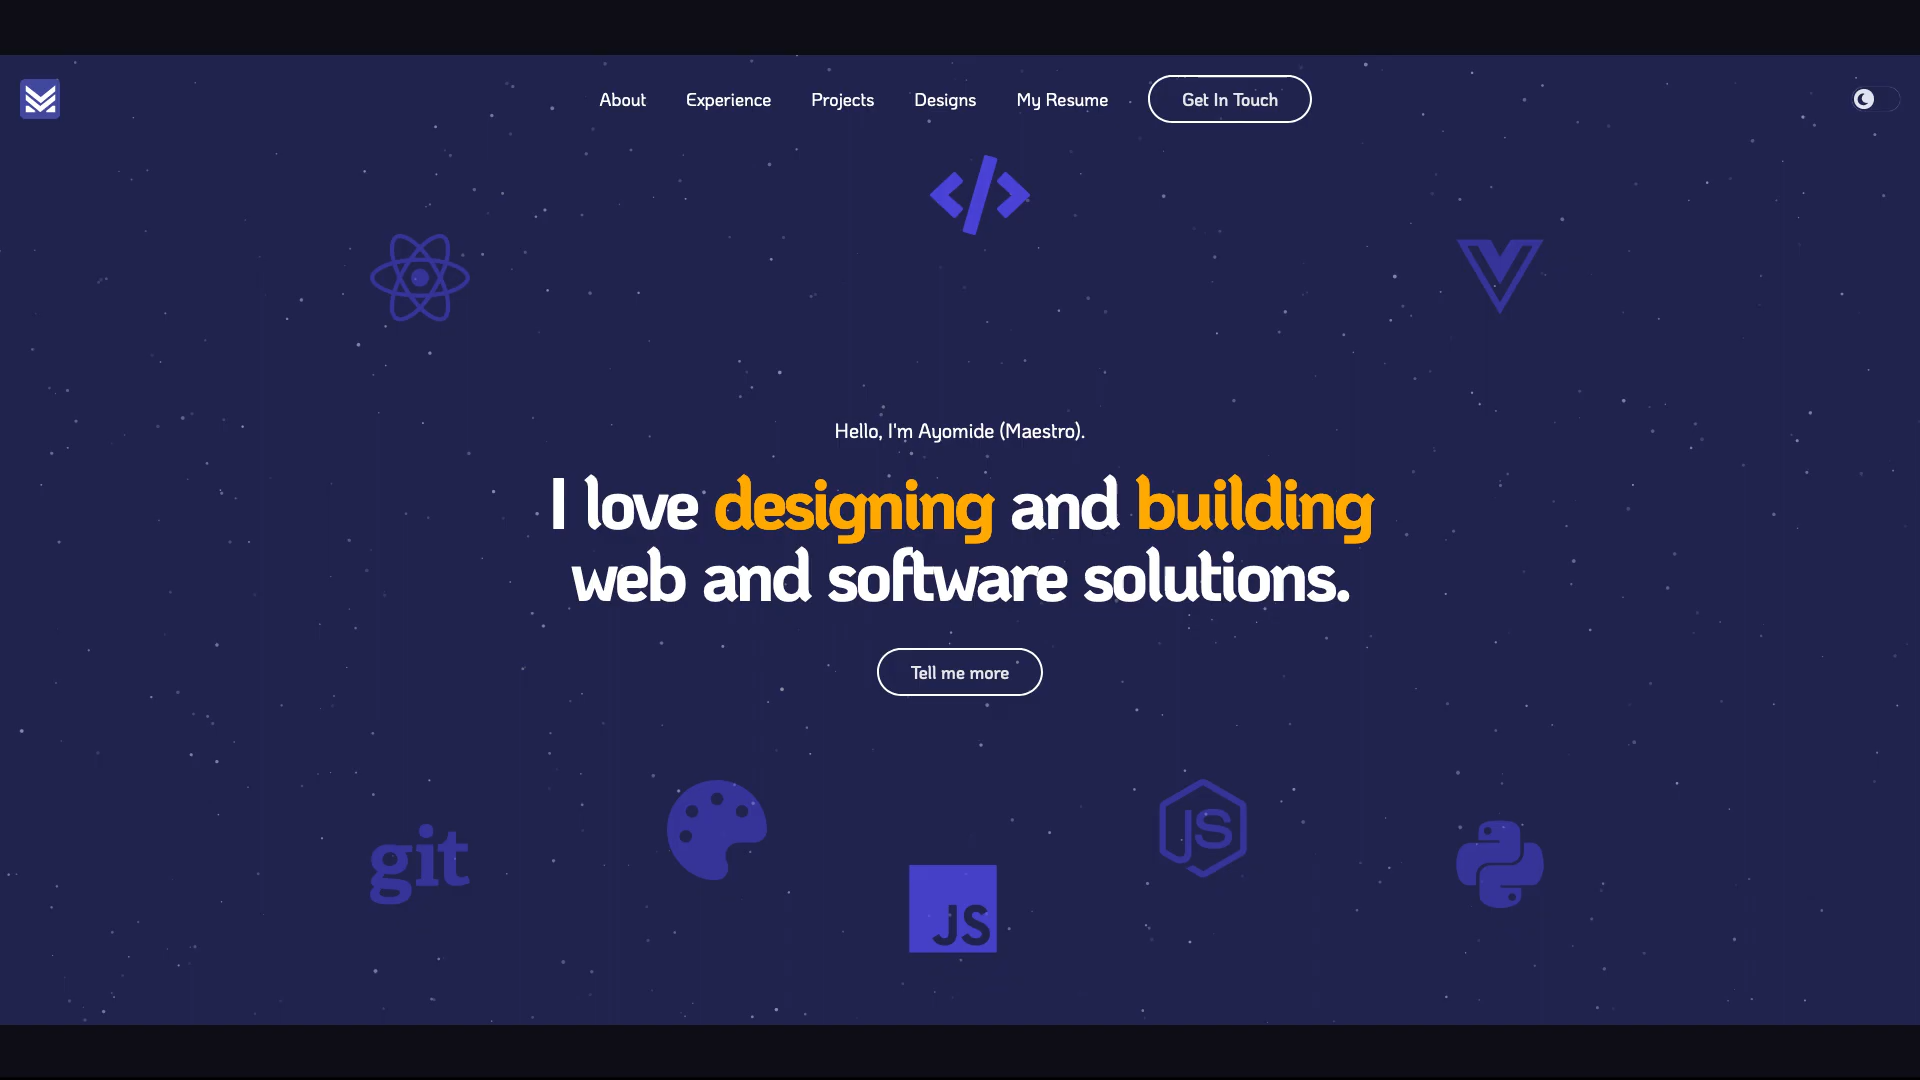 About Experience Projects Designs My Resume Get In Touch
Hello, I'm Ayomide (Maestro).
I love designing and building
web and software solutions.
Tell me more
JS
git
JS